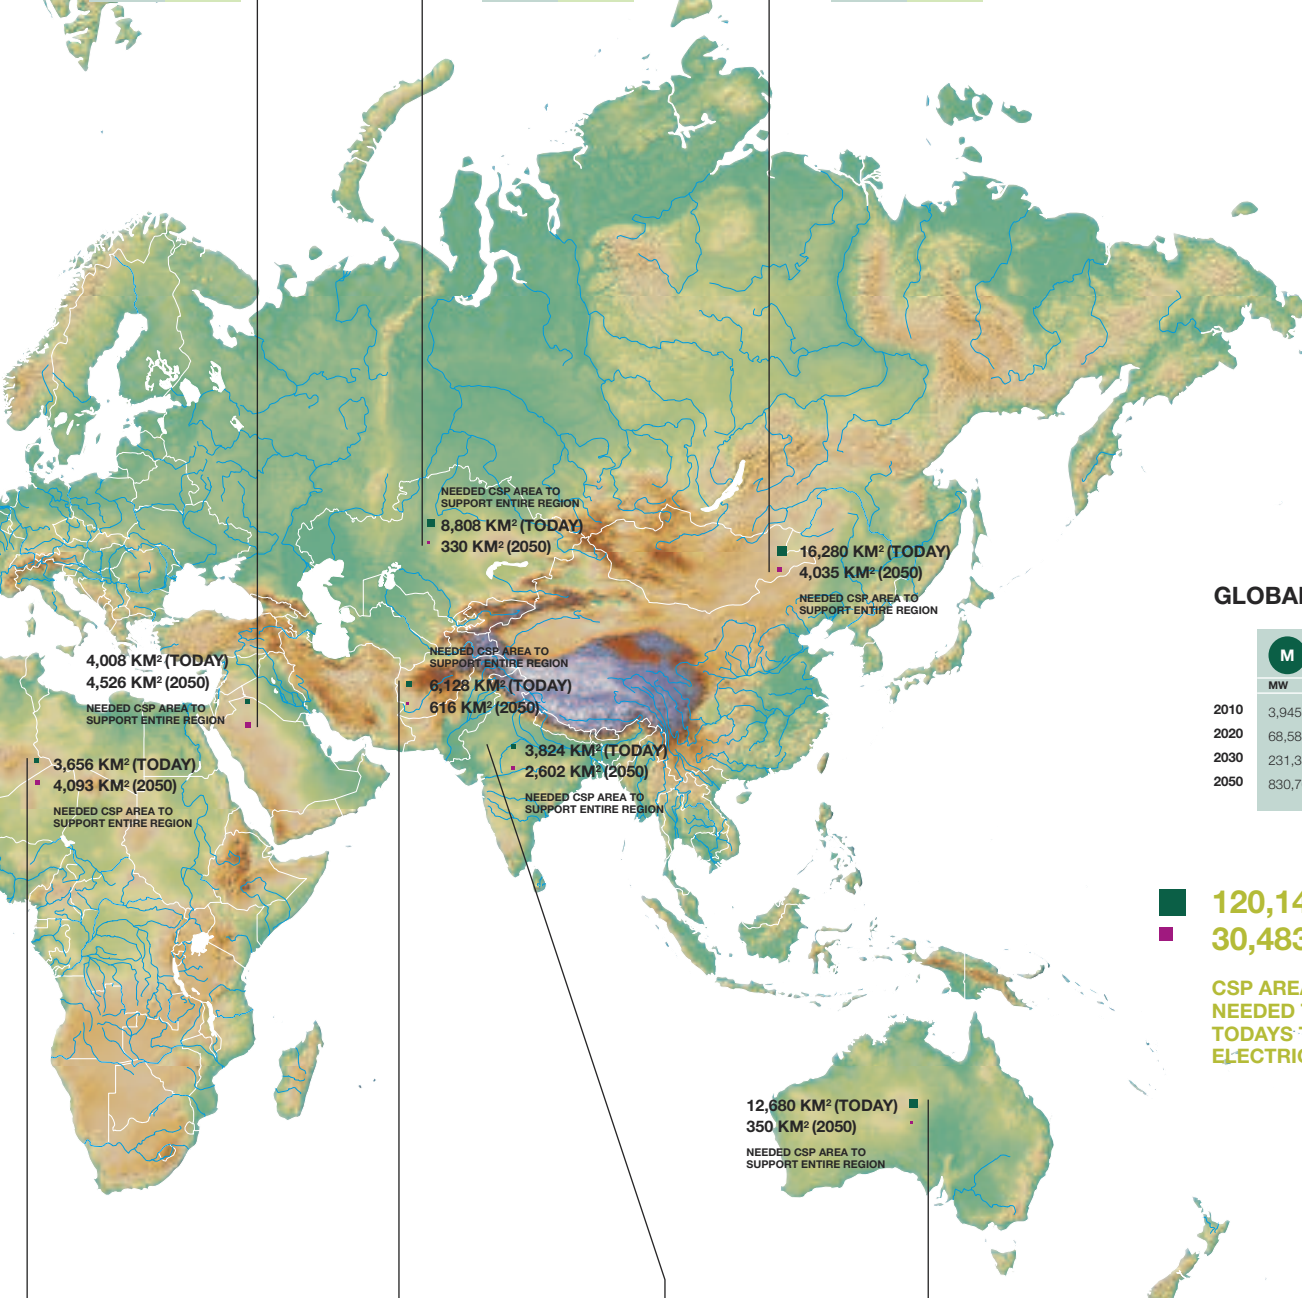 NEEDED CSP AREA TO
SUPPORT ENTIRE REGION
8,808 KM² (TODAY)
330 KM² (2050)
16,280 KM² (TODAY)
4,035 KM² (2050)
NEEDED CSP AREA TO
SUPPORT ENTIRE REGION
4,008 KM² (TODAY)
4,526 KM² (2050)
NEEDED CSP AREA TO
SUPPORT ENTIRE REGION
NEEDED CSP AREA TO
SUPPORT ENTIRE REGION
6,128 KM² (TODAY)
616 KM² (2050)
3,824 KM² (TODAY)
2,602 KM² (2050)
NEEDED CSP AREA TO
SUPPORT ENTIRE REGION
3,656 KM² (TODAY)
4,093 KM² (2050)
NEEDED CSP AREA TO
SUPPORT ENTIRE REGION
12,680 KM² (TODAY)
350 KM² (2050)
NEEDED CSP AREA TO
SUPPORT ENTIRE REGION
GLOBAL
M
MW
2010 3,945
2020 68,58
2030 231,3
2050 830,7
120,14
30,483
CSP AREA
NEEDED T
TODAYS T
ELECTRIC